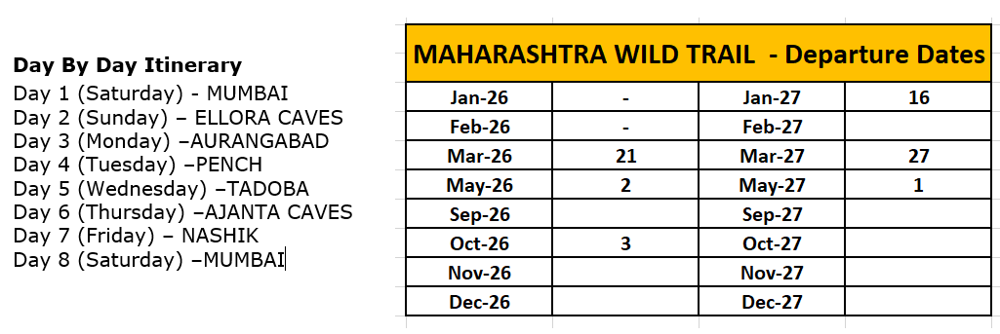 Day By Day Itinerary
Day 1 (Saturday) - MUMBAI
Day 2 (Sunday) – ELLORA CAVES
Day 3 (Monday) –AURANGABAD
Day 4 (Tuesday) –PENCH
Day 5 (Wednesday) –TADOBA
Day 6 (Thursday) –AJANTA CAVES
Day 7 (Friday) – NASHIK
Day 8 (Saturday) –MUMBAI
MAHARASHTRA WILD TRAIL - Departure Dates
Jan-26 - Jan-27 16
Feb-26 - Feb-27
Mar-26 21 Mar-27 27
May-26 2 May-27 1
Sep-26 Sep-27
Oct-26 3 Oct-27
Nov-26 Nov-27
Dec-26 Dec-27